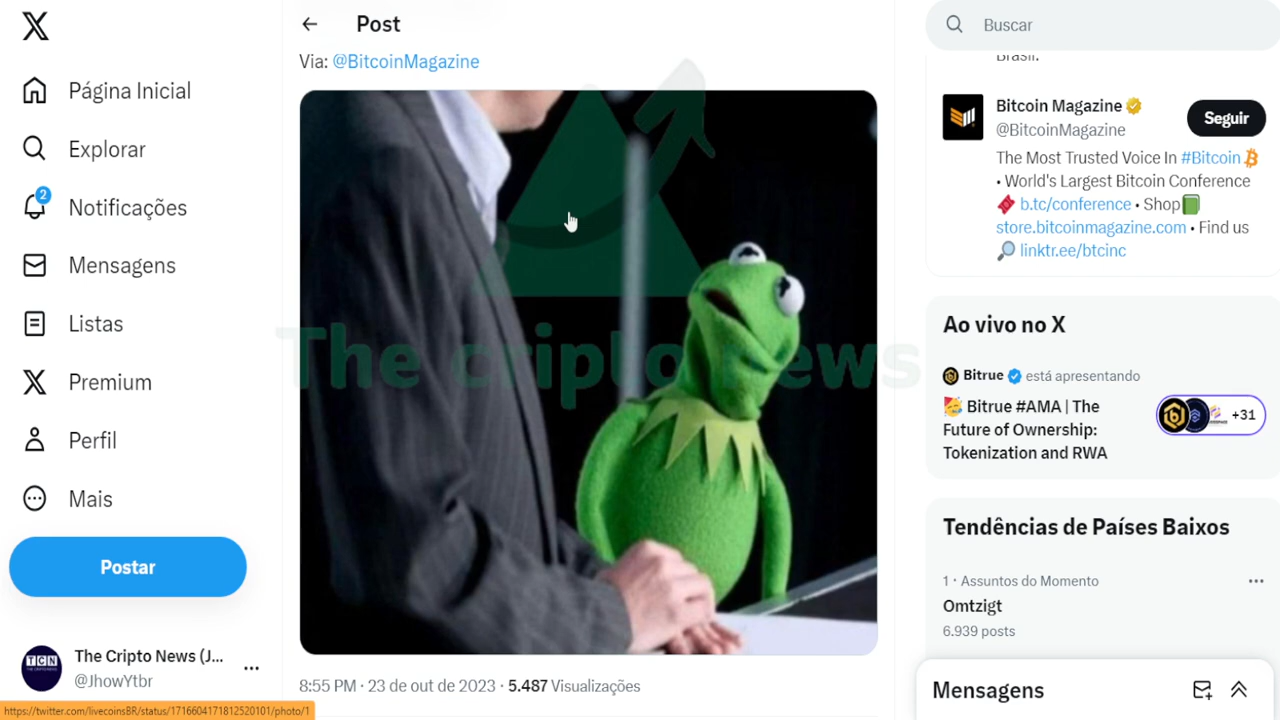 Página Inicial
Explorar
2
Notificações
Mensagens
Listas
Premium
Perfil
Mais
Postar
The Cripto News (J...
@JhowYtbr
https://twitter.com/livecoinsBR/status/1716604171812520101/photo/1
Post
Via: @BitcoinMagazine
The cripto news
8:55 PM · 23 de out de 2023 · 5.487 Visualizações
Buscar
Brasil.
Bitcoin Magazine
@BitcoinMagazine
Seguir
The Most Trusted Voice In #Bitcoin
• World's Largest Bitcoin Conference
b.tc/conference • Shop
store.bitcoinmagazine.com • Find us
linktr.ee/btcinc
Ao vivo no X
Bitrue está apresentando
Bitrue #AMA | The
Future of Ownership:
Tokenization and RWA
+31
Tendências de Países Baixos
1 · Assuntos do Momento
Omtzigt
6.939 posts
Mensagens
TCN